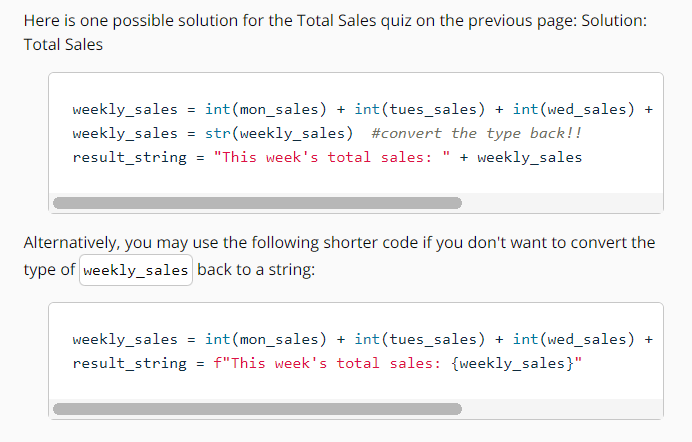 Here is one possible solution for the Total Sales quiz on the previous page: Solution:
Total Sales
weekly_sales = int(mon_sales) + int(tues_sales) + int(wed_sales) +
weekly_sales = str(weekly_sales)  #convert the type back!!
result_string = "This week's total sales: " + weekly_sales
Alternatively, you may use the following shorter code if you don't want to convert the
type of weekly_sales back to a string:
weekly_sales = int(mon_sales) + int(tues_sales) + int(wed_sales) +
result_string = f"This week's total sales: {weekly_sales}"